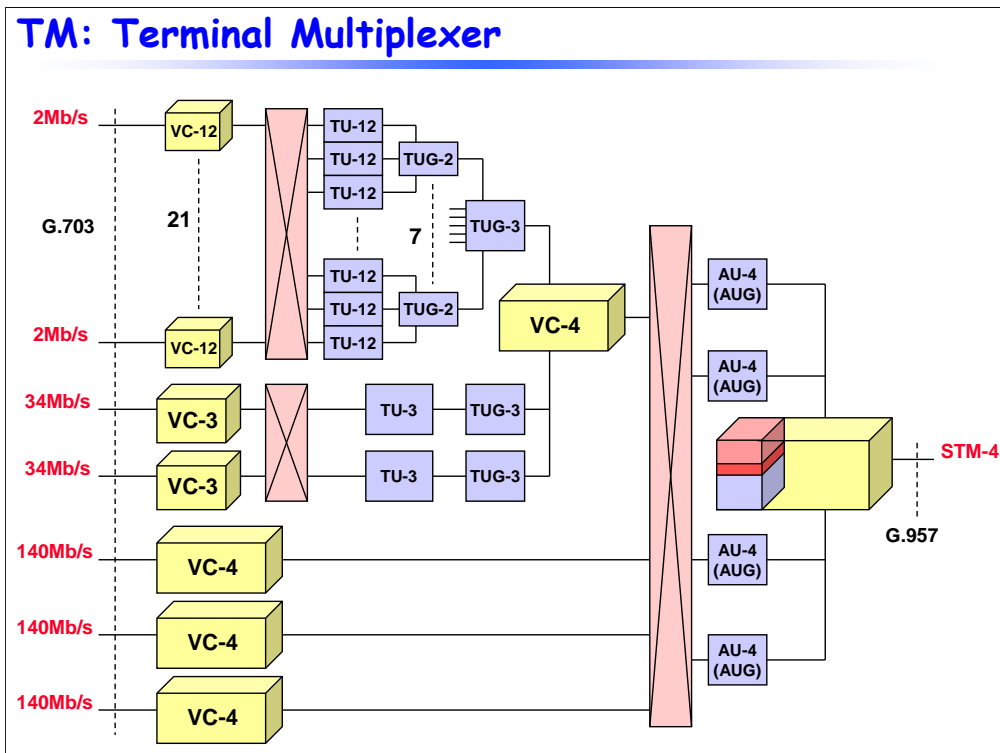 TM: Terminal Multiplexer
2Mb/s
VC-12
TU-12
TU-12
TU-12
TUG-2
G.703
21
7
TUG-3
TU-12
TU-12
TU-12
TUG-2
2Mb/s
VC-12
VC-4
AU-4
(AUG)
AU-4
(AUG)
34Mb/s
VC-3
TU-3
TUG-3
34Mb/s
VC-3
TU-3
TUG-3
STM-4
G.957
140Mb/s
VC-4
AU-4
(AUG)
140Mb/s
VC-4
AU-4
(AUG)
140Mb/s
VC-4